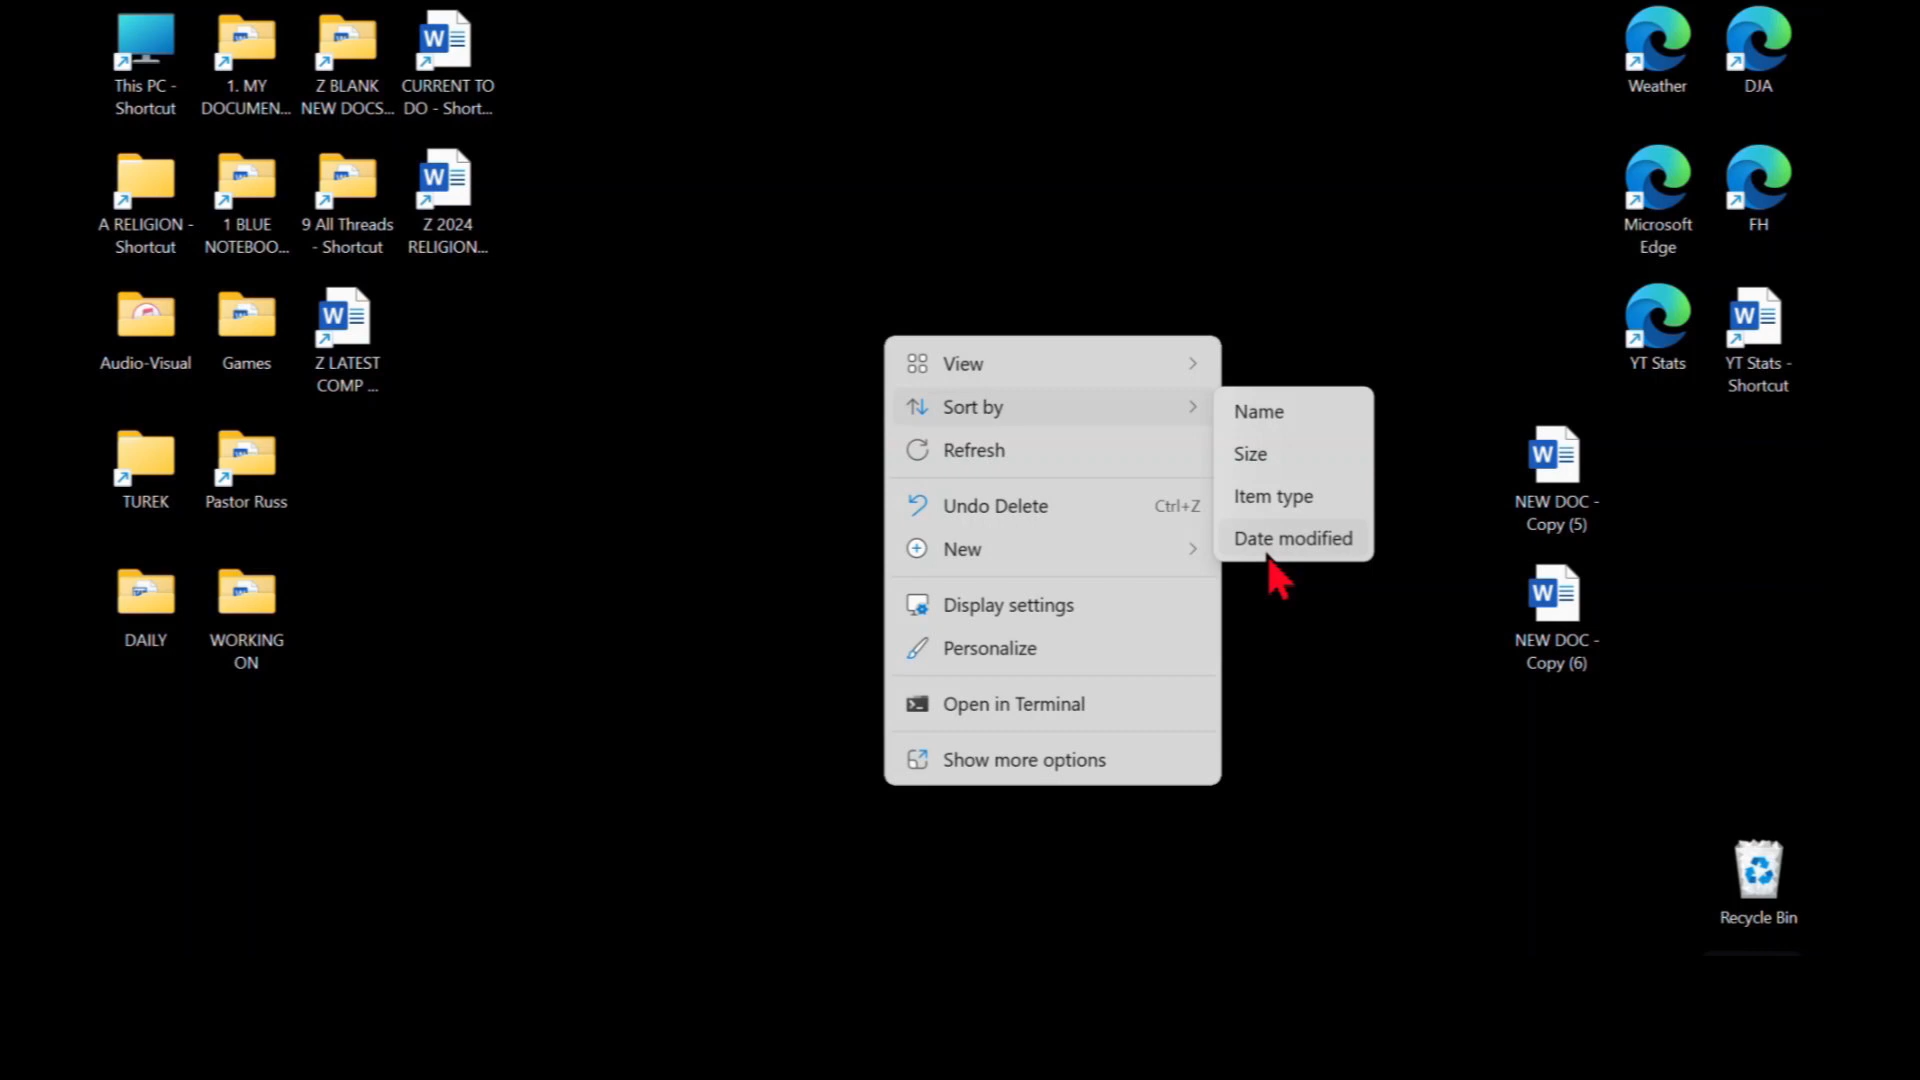 This PC -
Shortcut
1. MY
DOCUMEN...
Z BLANK
NEW DOCS...
CURRENT TO
DO - Short...
Weather
DJA
A RELIGION -
Shortcut
1 BLUE
NOTEBOO...
9 All Threads
- Shortcut
Z 2024
RELIGION...
Microsoft
Edge
FH
Audio-Visual
Games
Z LATEST
COMP ...
YT Stats
YT Stats -
Shortcut
TUREK
Pastor Russ
NEW DOC -
Copy (5)
DAILY
WORKING
ON
NEW DOC -
Copy (6)
View
Sort by
Refresh
Undo Delete Ctrl+Z
New
Display settings
Personalize
Open in Terminal
Show more options
Name
Size
Item type
Date modified
Recycle Bin